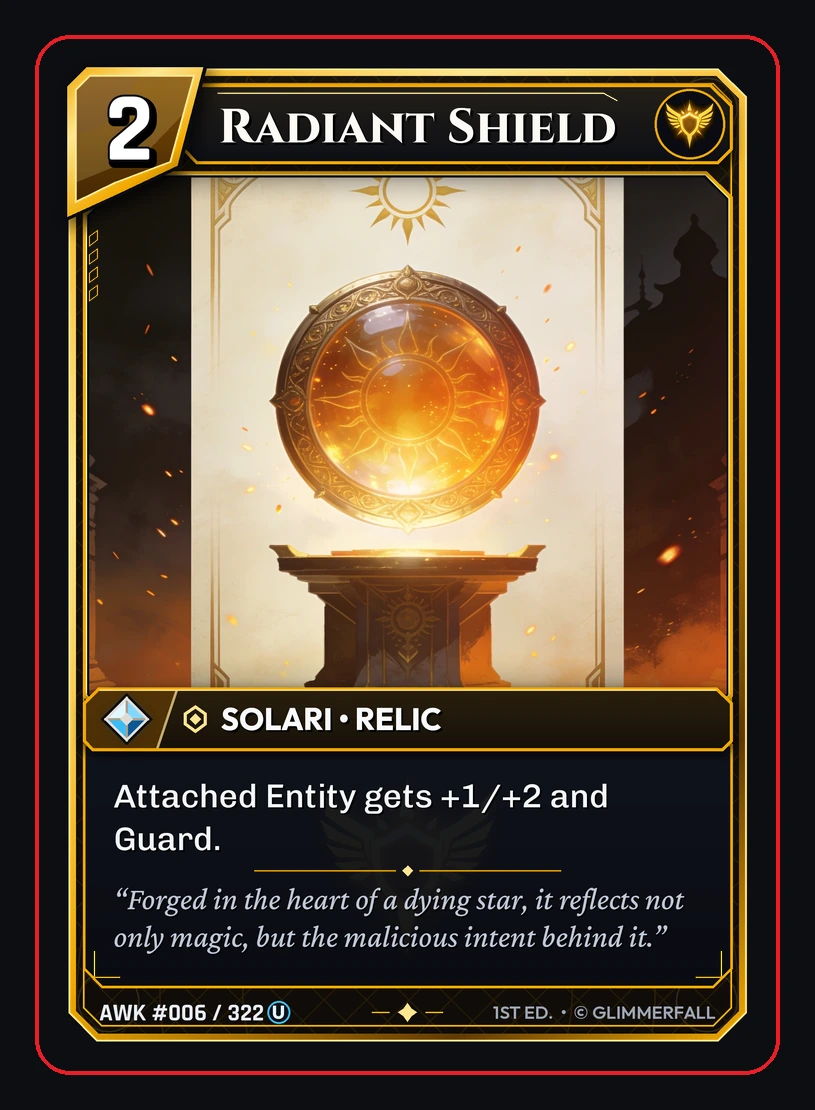 2
RADIANT SHIELD
SOLARI • RELIC
Attached Entity gets +1/+2 and
Guard.
“Forged in the heart of a dying star, it reflects not
only magic, but the malicious intent behind it.”
AWK #006 / 322 U
1ST ED. • © GLIMMERFALL